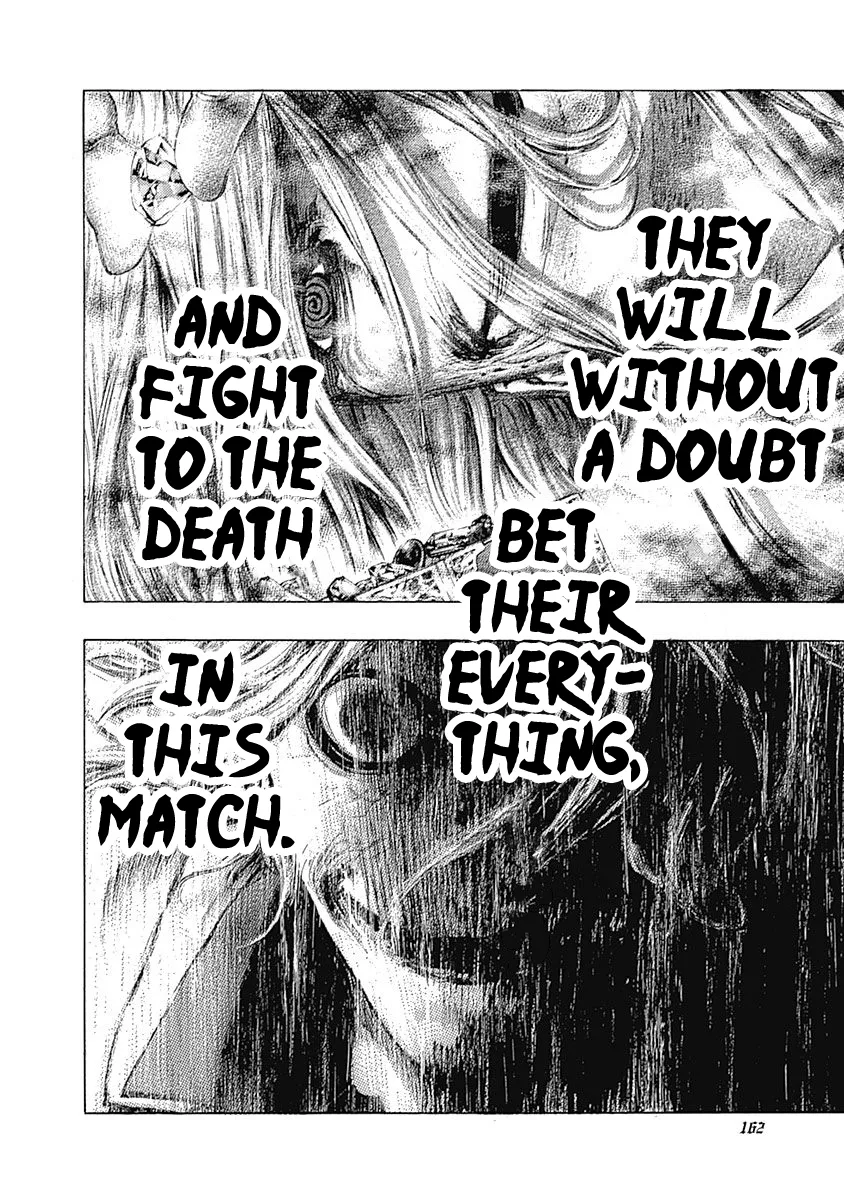 THEY
WILL
WITHOUT
A DOUBT
BET
THEIR
EVERY-
THING,
AND
FIGHT
TO THE
DEATH
IN
THIS
MATCH.
162